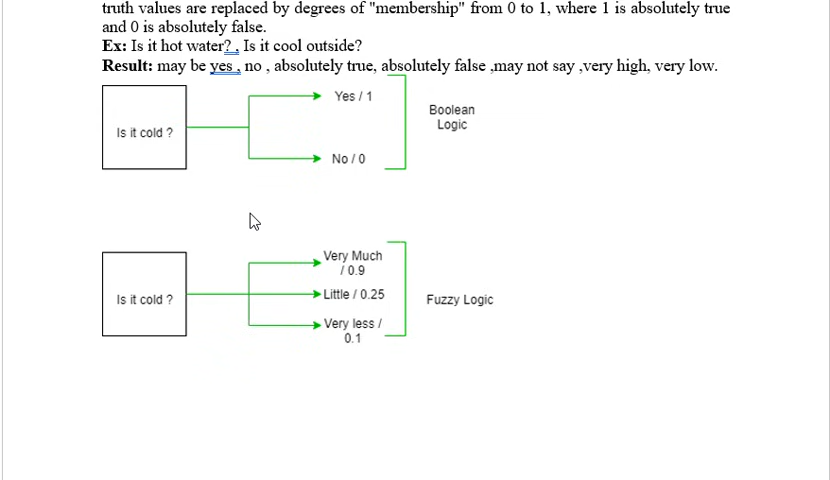 truth values are replaced by degrees of "membership" from 0 to 1, where 1 is absolutely true
and 0 is absolutely false.
Ex: Is it hot water? , Is it cool outside?
Result: may be yes , no , absolutely true, absolutely false ,may not say ,very high, very low.
Is it cold ?
Yes / 1
No / 0
Boolean
Logic
Is it cold ?
Very Much
/ 0.9
Little / 0.25
Very less /
0.1
Fuzzy Logic